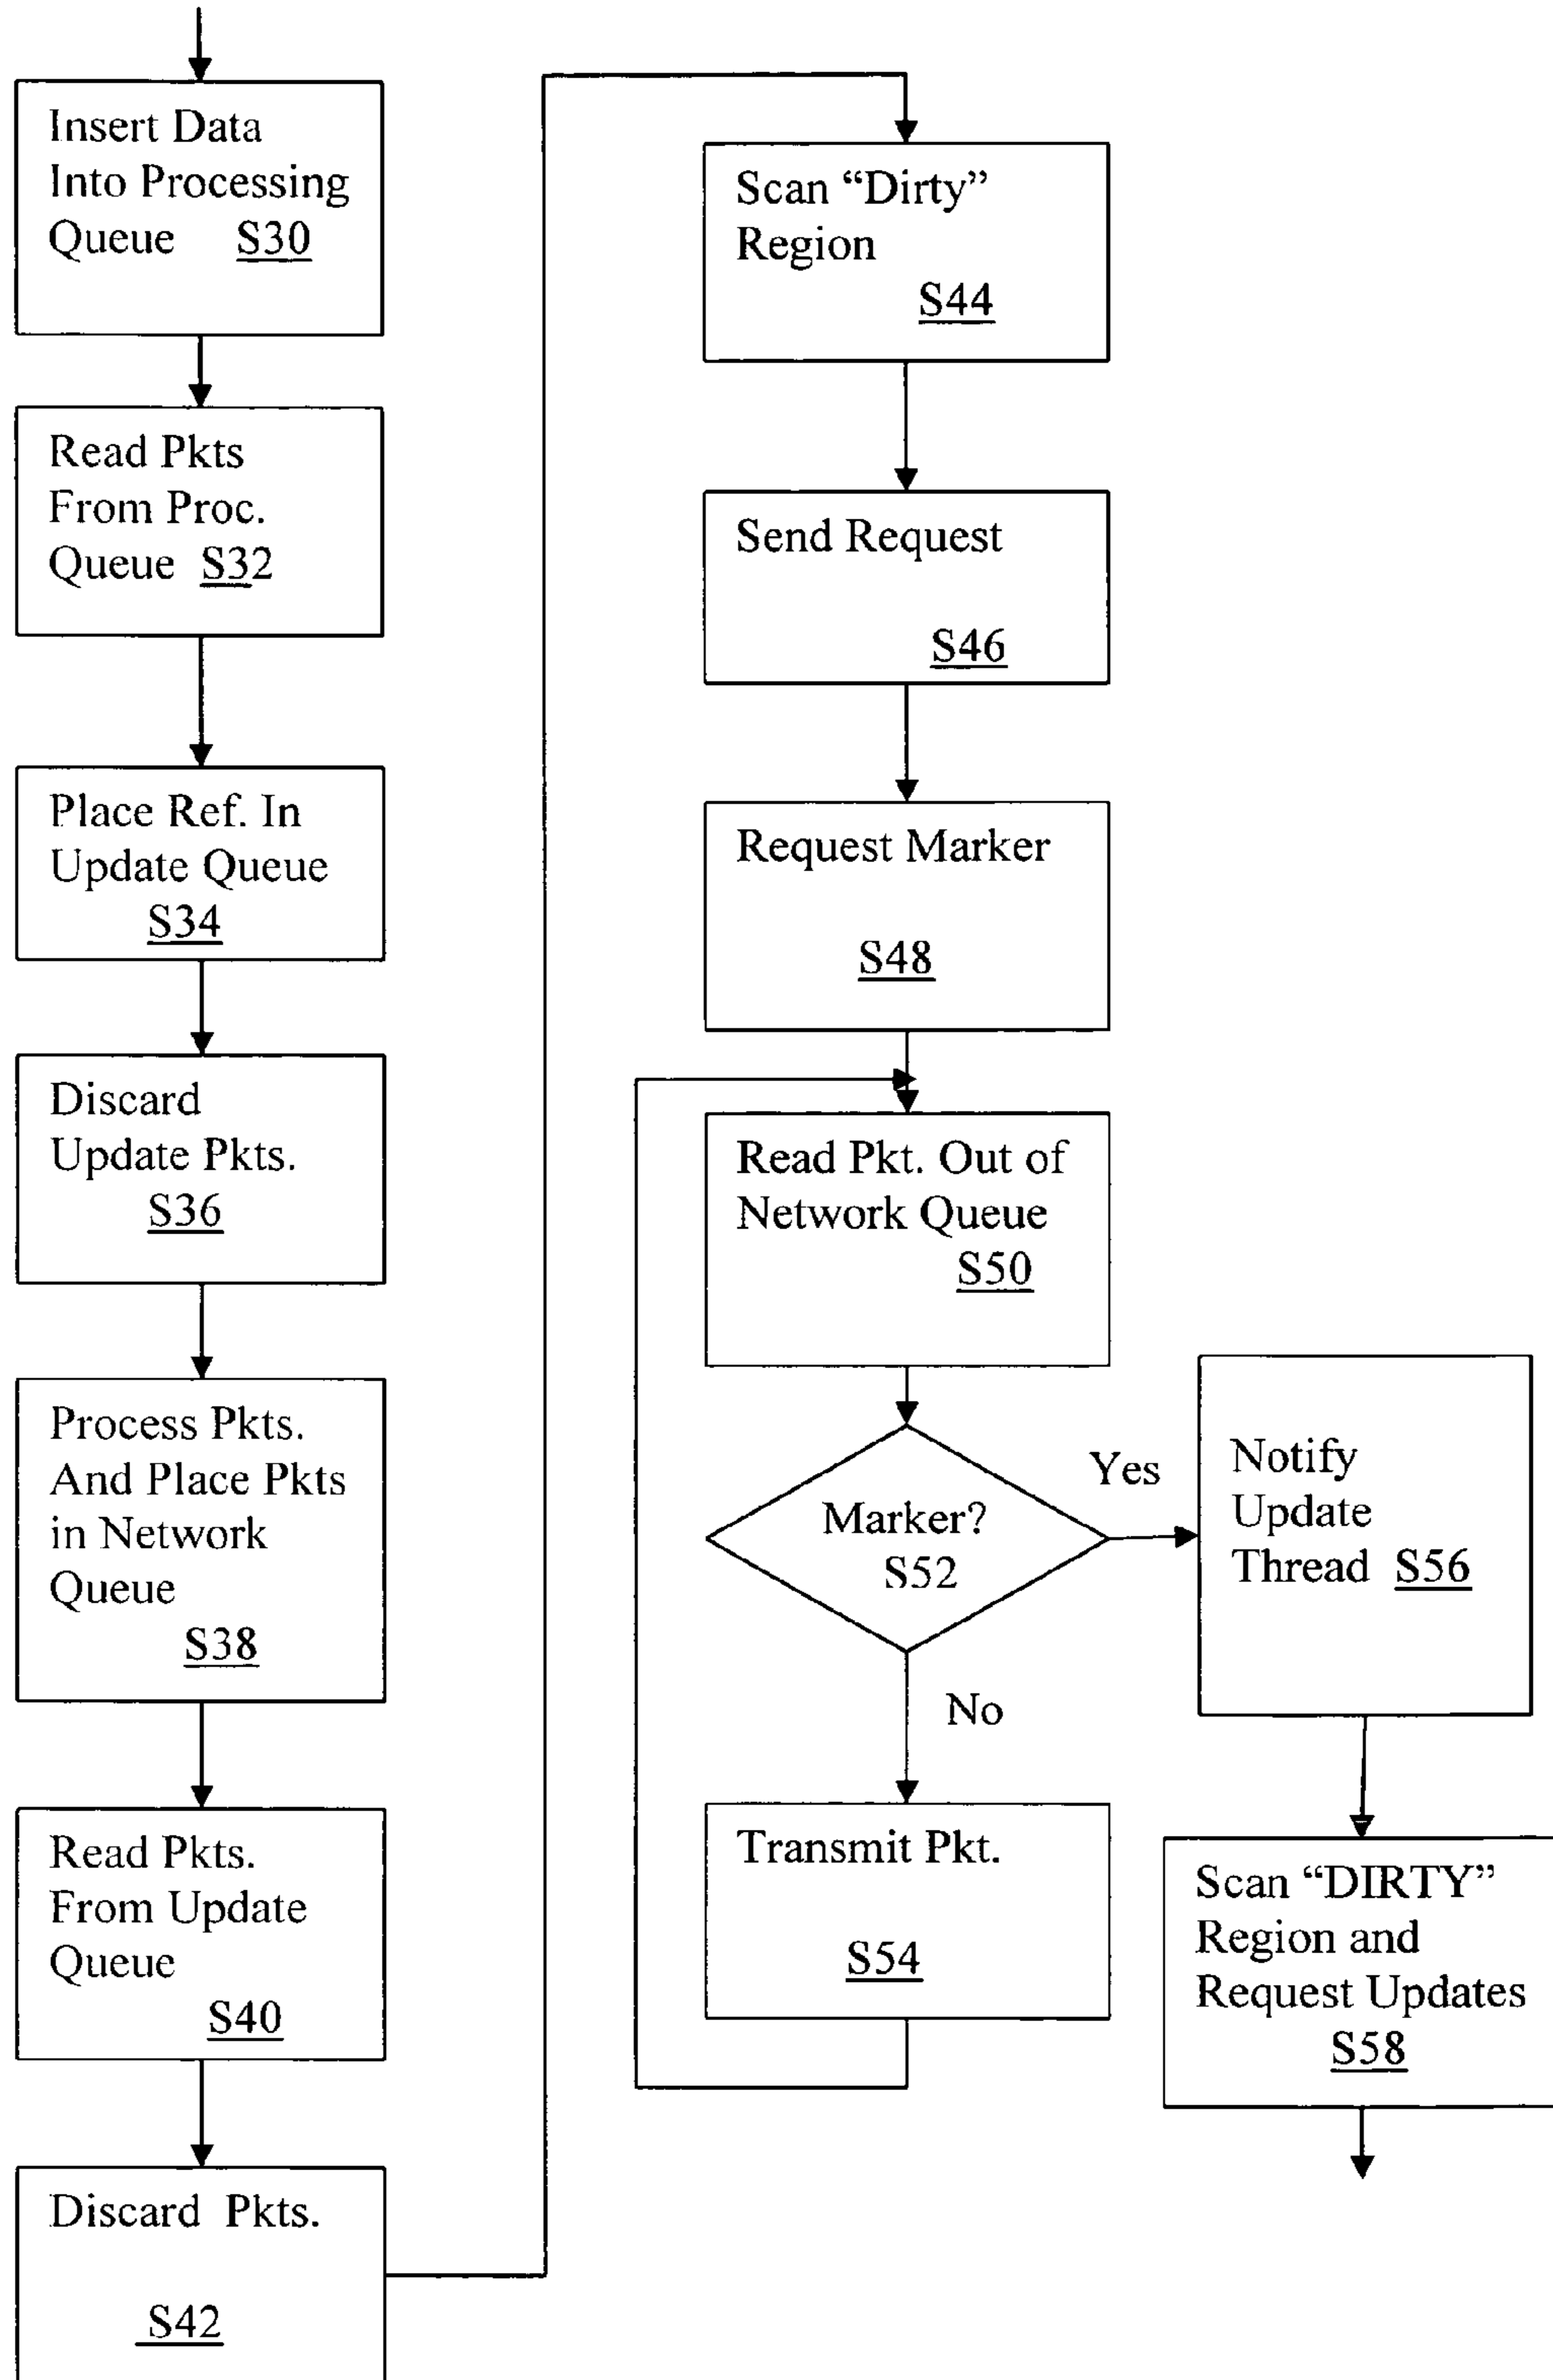 Insert Data
Into Processing
Queue S30
Read Pkts
From Proc.
Queue S32
Place Ref. In
Update Queue
S34
Discard
Update Pkts.
S36
Process Pkts.
And Place Pkts
in Network
Queue
S38
Read Pkts.
From Update
Queue
S40
Discard Pkts.
S42
Scan “Dirty”
Region
S44
Send Request
S46
Request Marker
S48
Read Pkt. Out of
Network Queue
S50
Marker?
S52
Yes
No
Transmit Pkt.
S54
Notify
Update
Thread S56
Scan “DIRTY”
Region and
Request Updates
S58